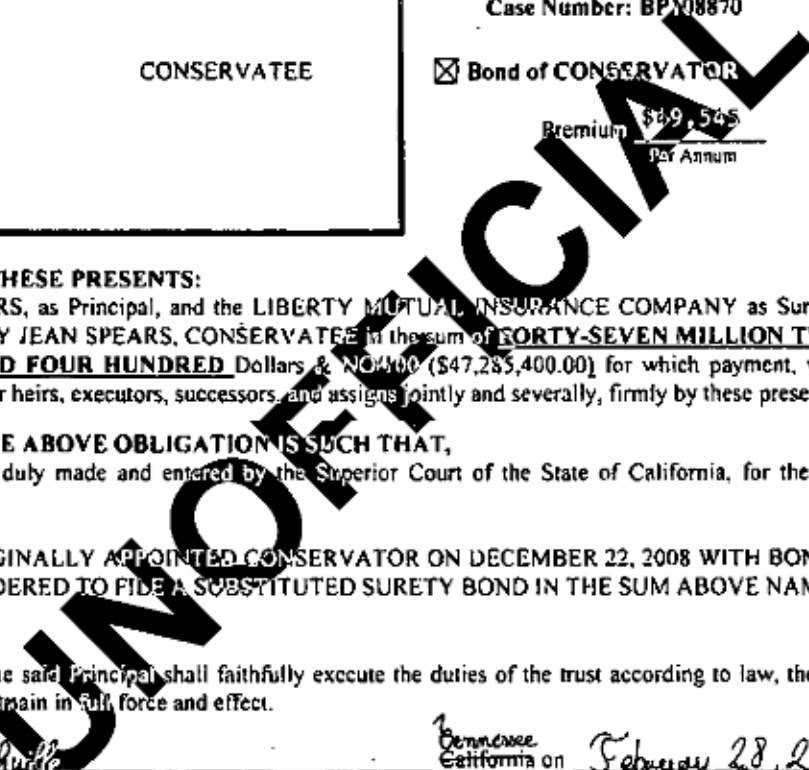 Case Number: BPN08870
CONSERVATEE
☒ Bond of CONSERVATOR
Premium $49,545
Per Annum
HESE PRESENTS:
RS, as Principal, and the LIBERTY MUTUAL INSURANCE COMPANY as Sur
Y JEAN SPEARS, CONSERVATEE in the sum of FORTY-SEVEN MILLION T
D FOUR HUNDRED Dollars & NO/100 ($47,285,400.00) for which payment,
r heirs, executors, successors, and assigns jointly and severally, firmly by these prese
E ABOVE OBLIGATION IS SUCH THAT,
duly made and entered by the Superior Court of the State of California, for the
GINALLY APPOINTED CONSERVATOR ON DECEMBER 22, 2008 WITH BON
DERED TO FILE A SUBSTITUTED SURETY BOND IN THE SUM ABOVE NAM
e said Principal shall faithfully execute the duties of the trust according to law, the
main in full force and effect.
Tennessee
California on February 28, 2
UNOFFICIAL